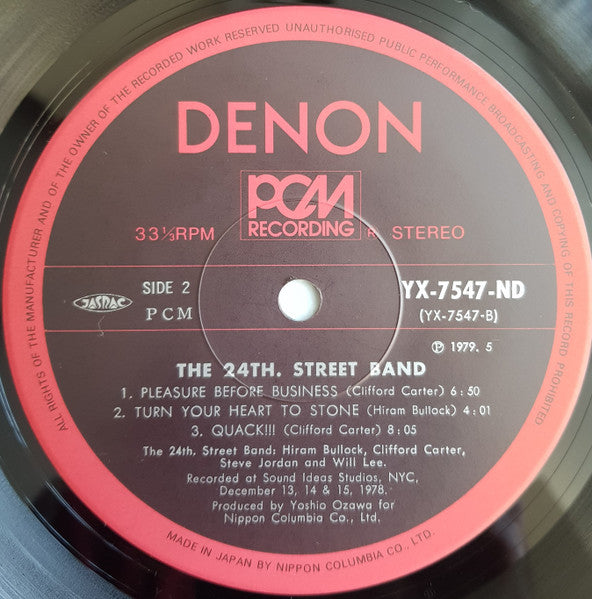 ALL RIGHTS OF THE MANUFACTURER AND OF THE OWNER OF THE RECORDED WORK RESERVED UNAUTHORISED PUBLIC PERFORMANCE BROADCASTING AND COPYING OF THIS RECORD PROHIBITED
DENON
PCM
RECORDING
33⅓RPM
R STEREO
JASRAC
SIDE 2
PCM
YX-7547-ND
(YX-7547-B)
Ⓟ 1979. 5
THE 24TH. STREET BAND
1. PLEASURE BEFORE BUSINESS (Clifford Carter) 6:50
2. TURN YOUR HEART TO STONE (Hiram Bullock) 4:01
3. QUACK!!! (Clifford Carter) 8:05
The 24th. Street Band: Hiram Bullock, Clifford Carter,
Steve Jordan and Will Lee.
Recorded at Sound Ideas Studios, NYC,
December 13, 14 & 15, 1978.
Produced by Yoshio Ozawa for
Nippon Columbia Co., Ltd.
MADE IN JAPAN BY NIPPON COLUMBIA CO., LTD.